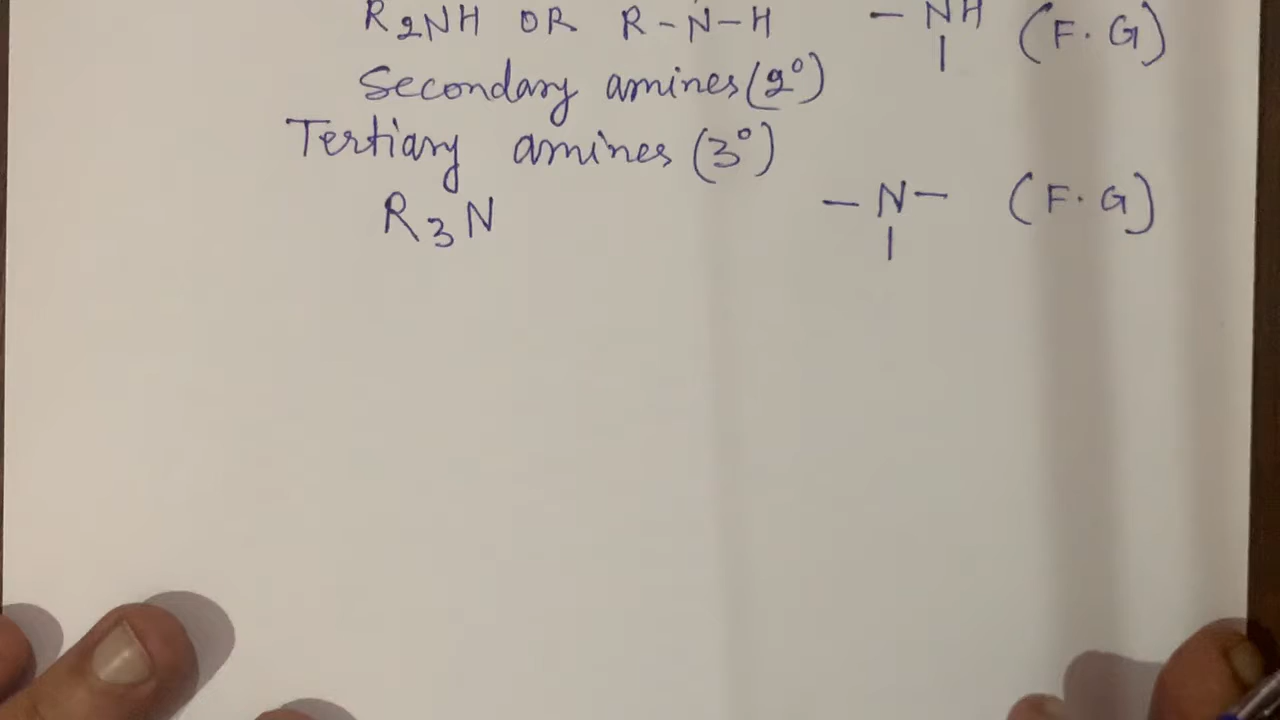 R2NH OR R-N-H -NH (F.G)
|
Secondary amines (2°)
Tertiary amines (3°)
R3N -N- (F.G)
|